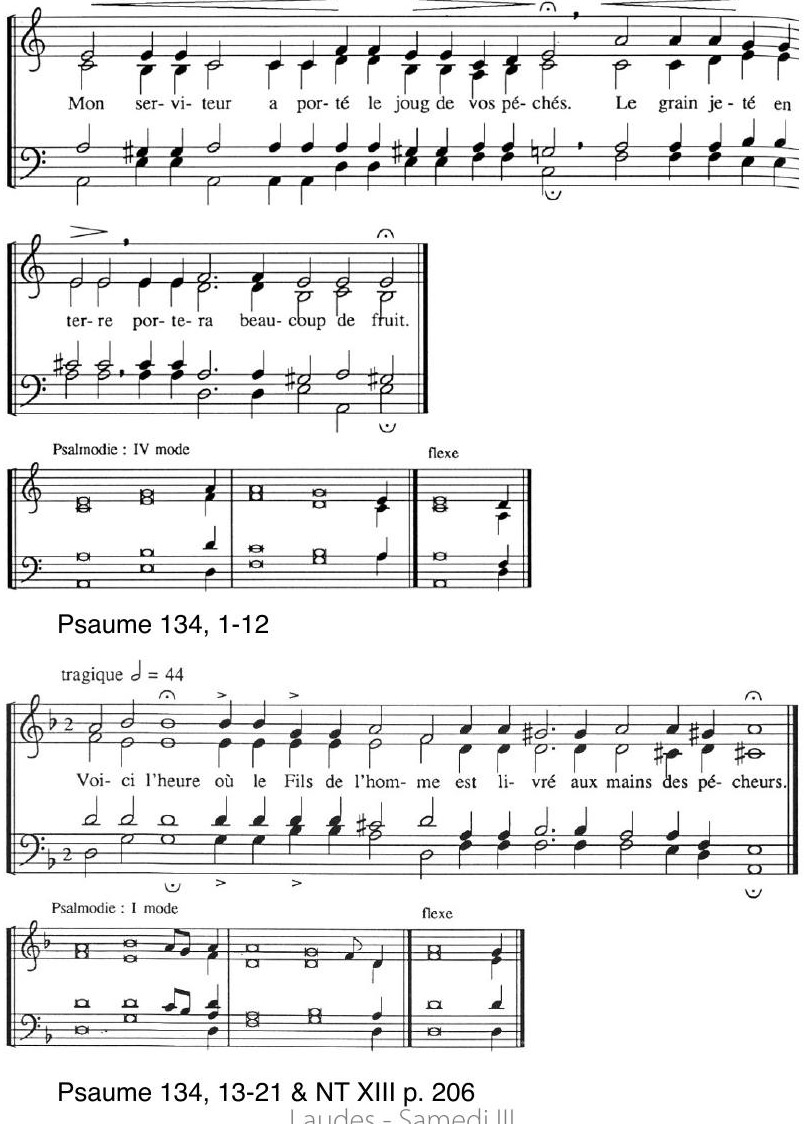 Mon ser- vi- teur a por- té le joug de vos pé- chés. Le grain je - té en
ter- re por- te- ra beau- coup de fruit.
Psalmodie : IV mode flexe
Psaume 134, 1-12
tragique = 44
2
Voi- ci l'heure où le Fils de l'hom- me est li- vré aux mains des pé- cheurs.
2
Psalmodie : I mode flexe
Psaume 134, 13-21 & NT XIII p. 206
Laudes - Samedi III